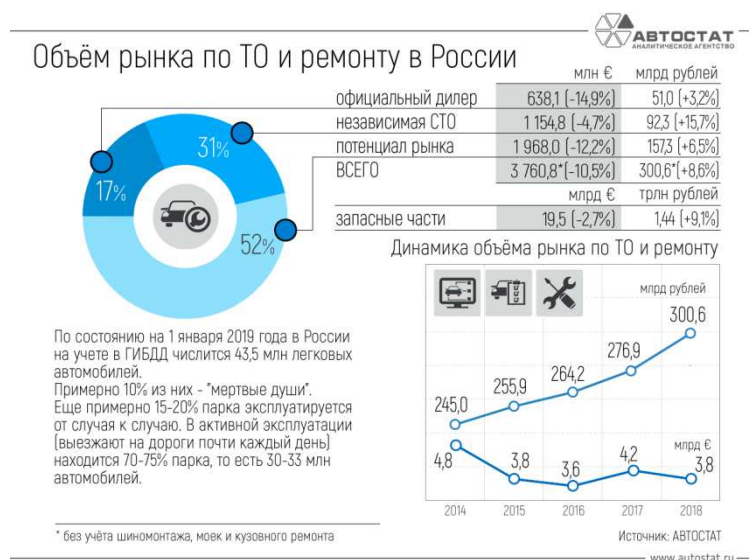 АВТОСТАТ
АНАЛИТИЧЕСКОЕ АГЕНТСТВО
Объём рынка по ТО и ремонту в России
млн € млрд рублей
официальный дилер 638,1 (-14,9%) 51,0 (+3,2%)
независимая СТО 1 154,8 (-4,7%) 92,3 (+15,7%)
потенциал рынка 1 968,0 (-12,2%) 157,3 (+6,5%)
ВСЕГО 3 760,8*(-10,5%) 300,6*(+8,6%)
млрд € трлн рублей
запасные части 19,5 (-2,7%) 1,44 (+9,1%)
31%
17%
52%
Динамика объёма рынка по ТО и ремонту
млрд рублей
300,6
276,9
264,2
255,9
245,0
млрд €
4,8 3,8 3,6 4,2 3,8
2014 2015 2016 2017 2018
По состоянию на 1 января 2019 года в России
на учете в ГИБДД числится 43,5 млн легковых
автомобилей.
Примерно 10% из них - "мертвые души".
Еще примерно 15-20% парка эксплуатируется
от случая к случаю. В активной эксплуатации
(выезжают на дороги почти каждый день)
находится 70-75% парка, то есть 30-33 млн
автомобилей.
* без учёта шиномонтажа, моек и кузовного ремонта
Источник: АВТОСТАТ
www.autostat.ru